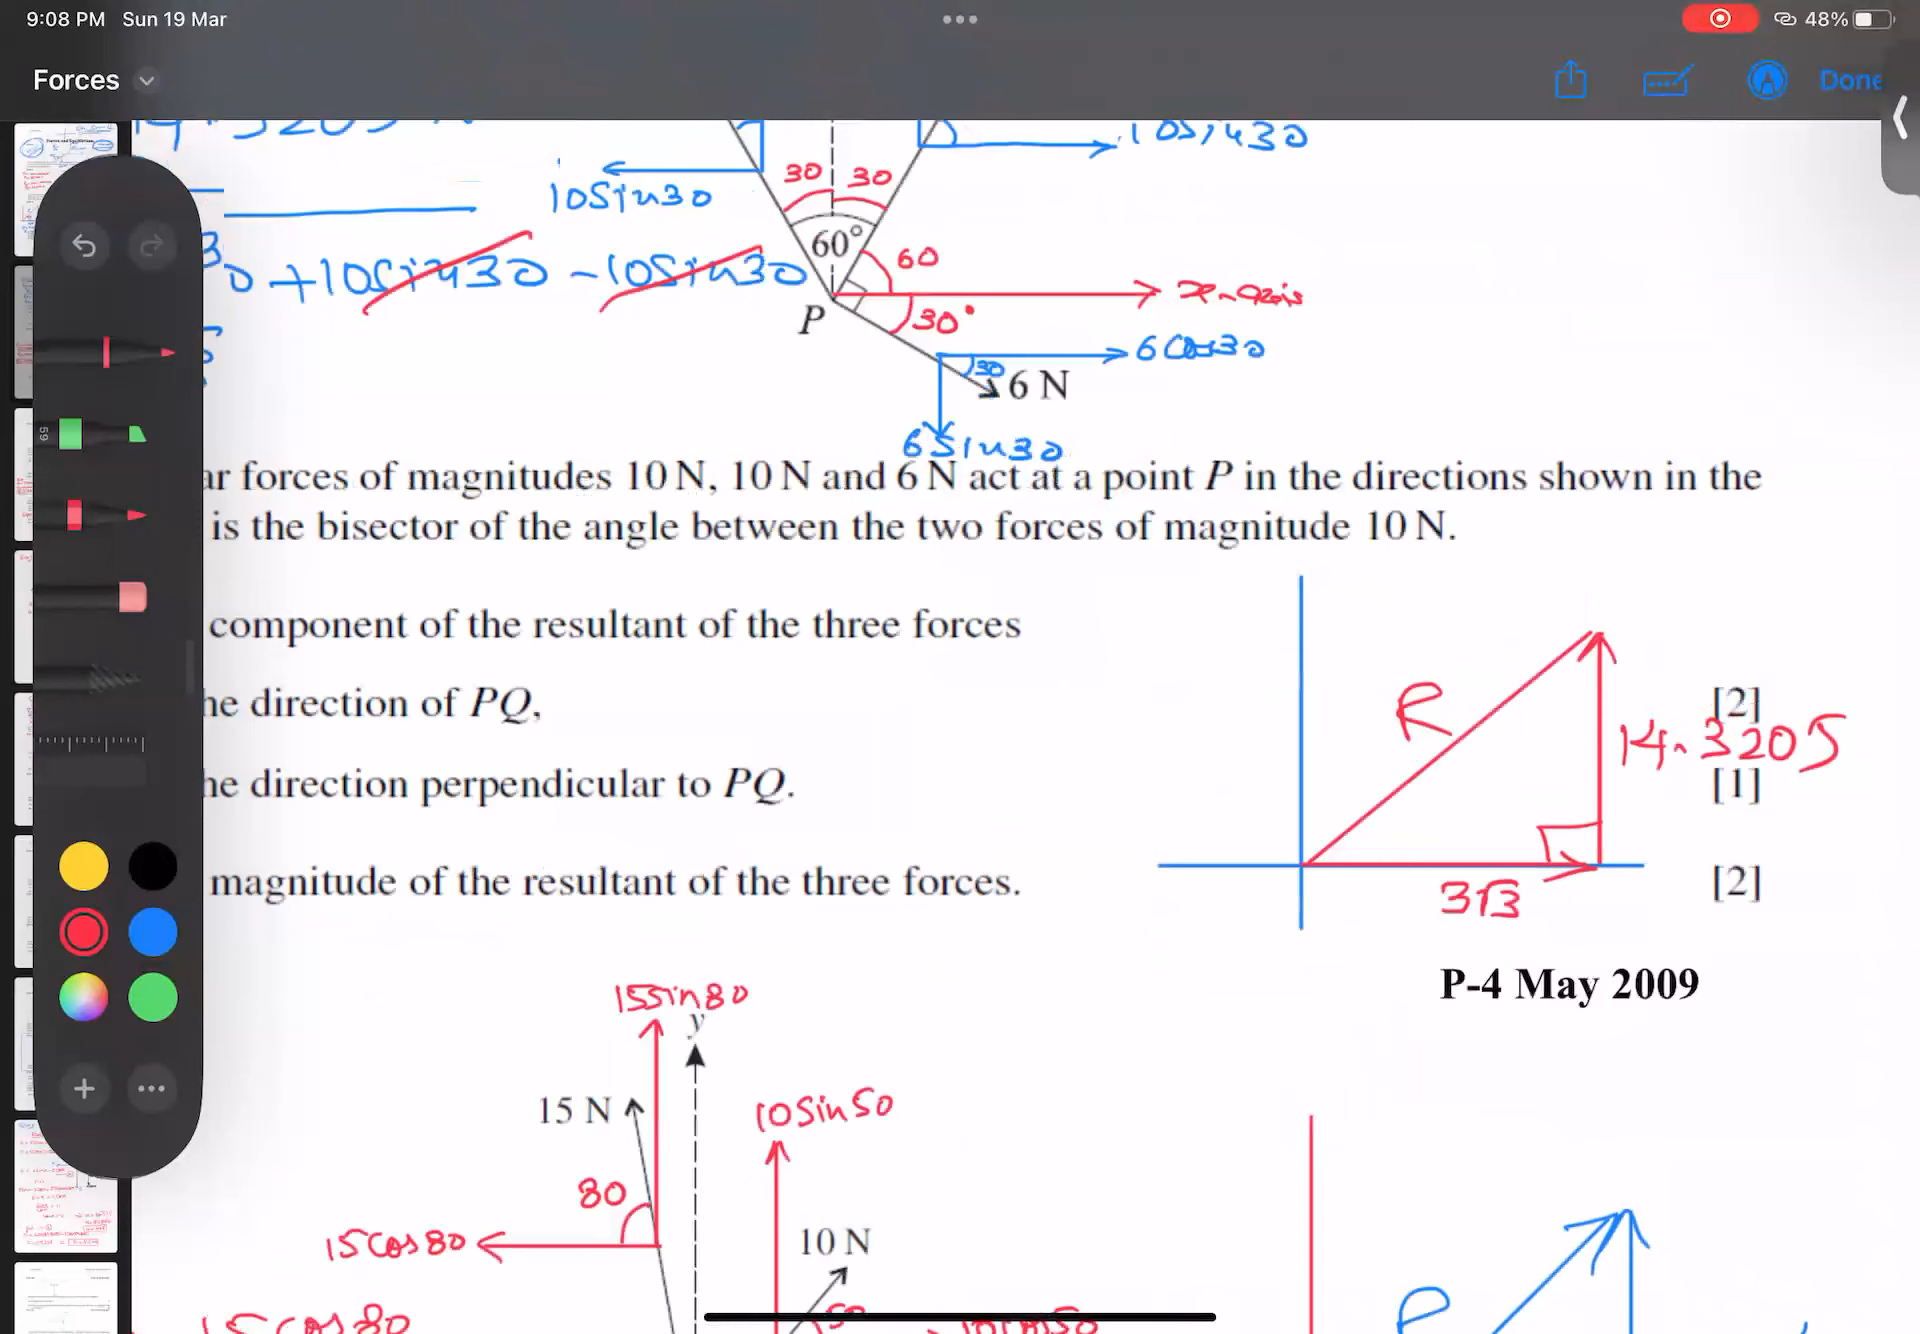 9:08 PM Sun 19 Mar
48%
Forces
Done
10sin30
10sin30
30 30
60°
60
+10sin30 -10sin30
x-axis
P
30°
6cos30
30
6 N
6sin30
ar forces of magnitudes 10 N, 10 N and 6 N act at a point P in the directions shown in the
is the bisector of the angle between the two forces of magnitude 10 N.
component of the resultant of the three forces
he direction of PQ,
[2]
R
14.3205
he direction perpendicular to PQ.
[1]
magnitude of the resultant of the three forces.
[2]
3√3
P-4 May 2009
15sin80
y
15 N
10sin50
80
15cos80
10 N
50
15cos80
10cos50
59